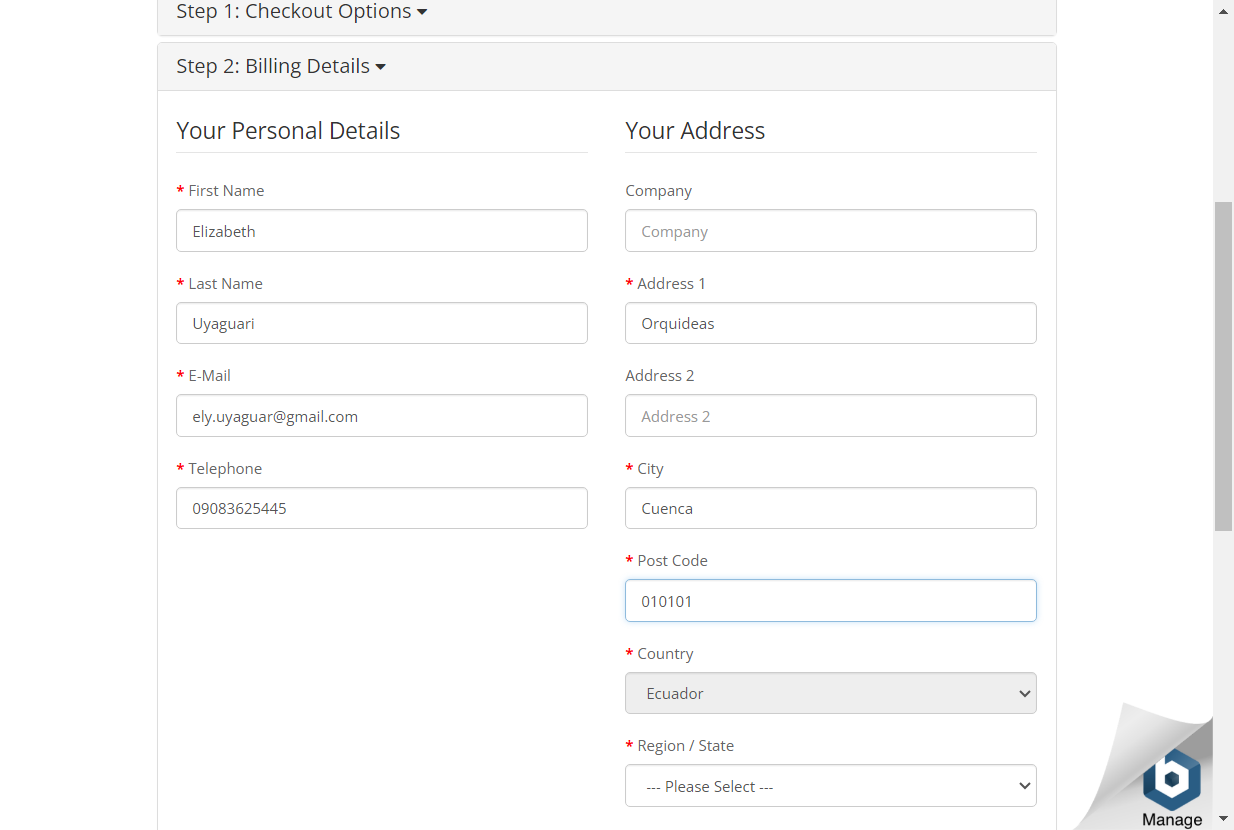 Step 1: Checkout Options
Step 2: Billing Details
Your Personal Details
* First Name
Elizabeth
* Last Name
Uyaguari
* E-Mail
ely.uyaguar@gmail.com
* Telephone
09083625445
Your Address
Company
Company
* Address 1
Orquideas
Address 2
Address 2
* City
Cuenca
* Post Code
010101
* Country
Ecuador
* Region / State
--- Please Select ---
Manage